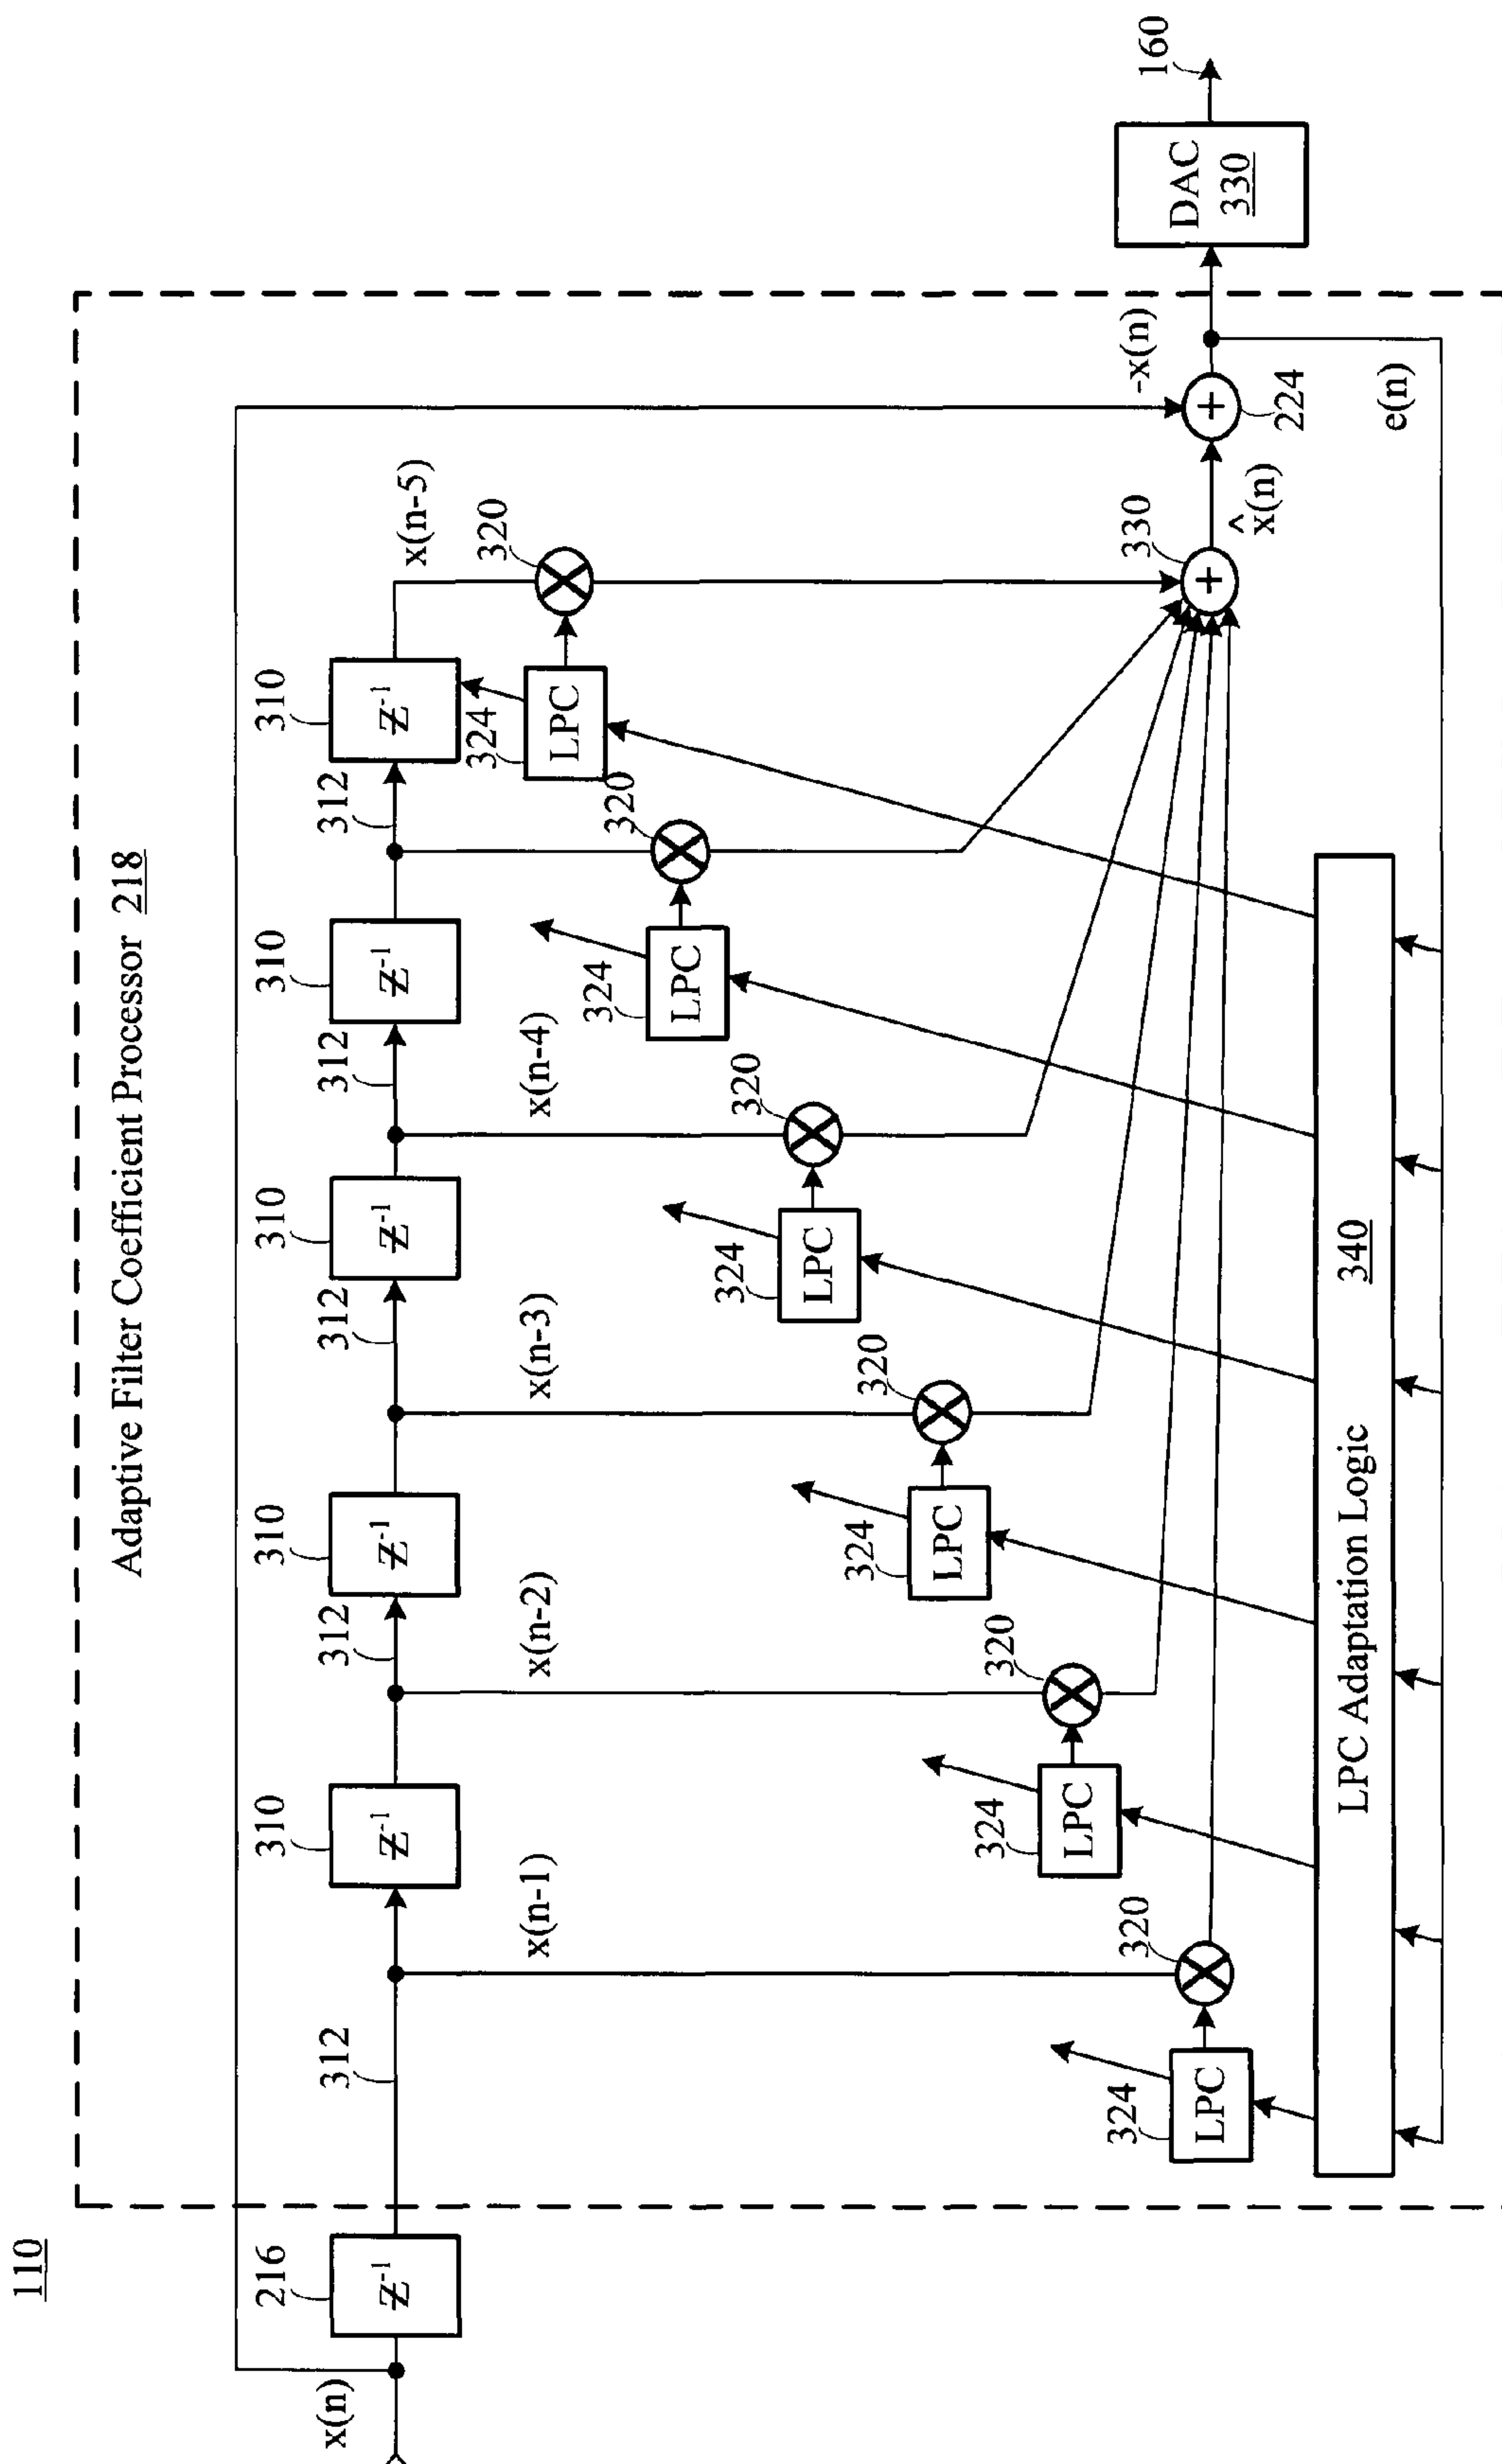 110
Adaptive Filter Coefficient Processor 218
x(n)
216
Z⁻¹
312
310
Z⁻¹
312
310
Z⁻¹
312
310
Z⁻¹
312
310
Z⁻¹
312
310
Z⁻¹
x(n-1)
x(n-2)
x(n-3)
x(n-4)
x(n-5)
324
LPC
320
324
LPC
320
324
LPC
320
324
LPC
320
324
LPC
320
324
LPC
320
330
x̂(n)
-x(n)
224
e(n)
DAC
330
160
LPC Adaptation Logic 340